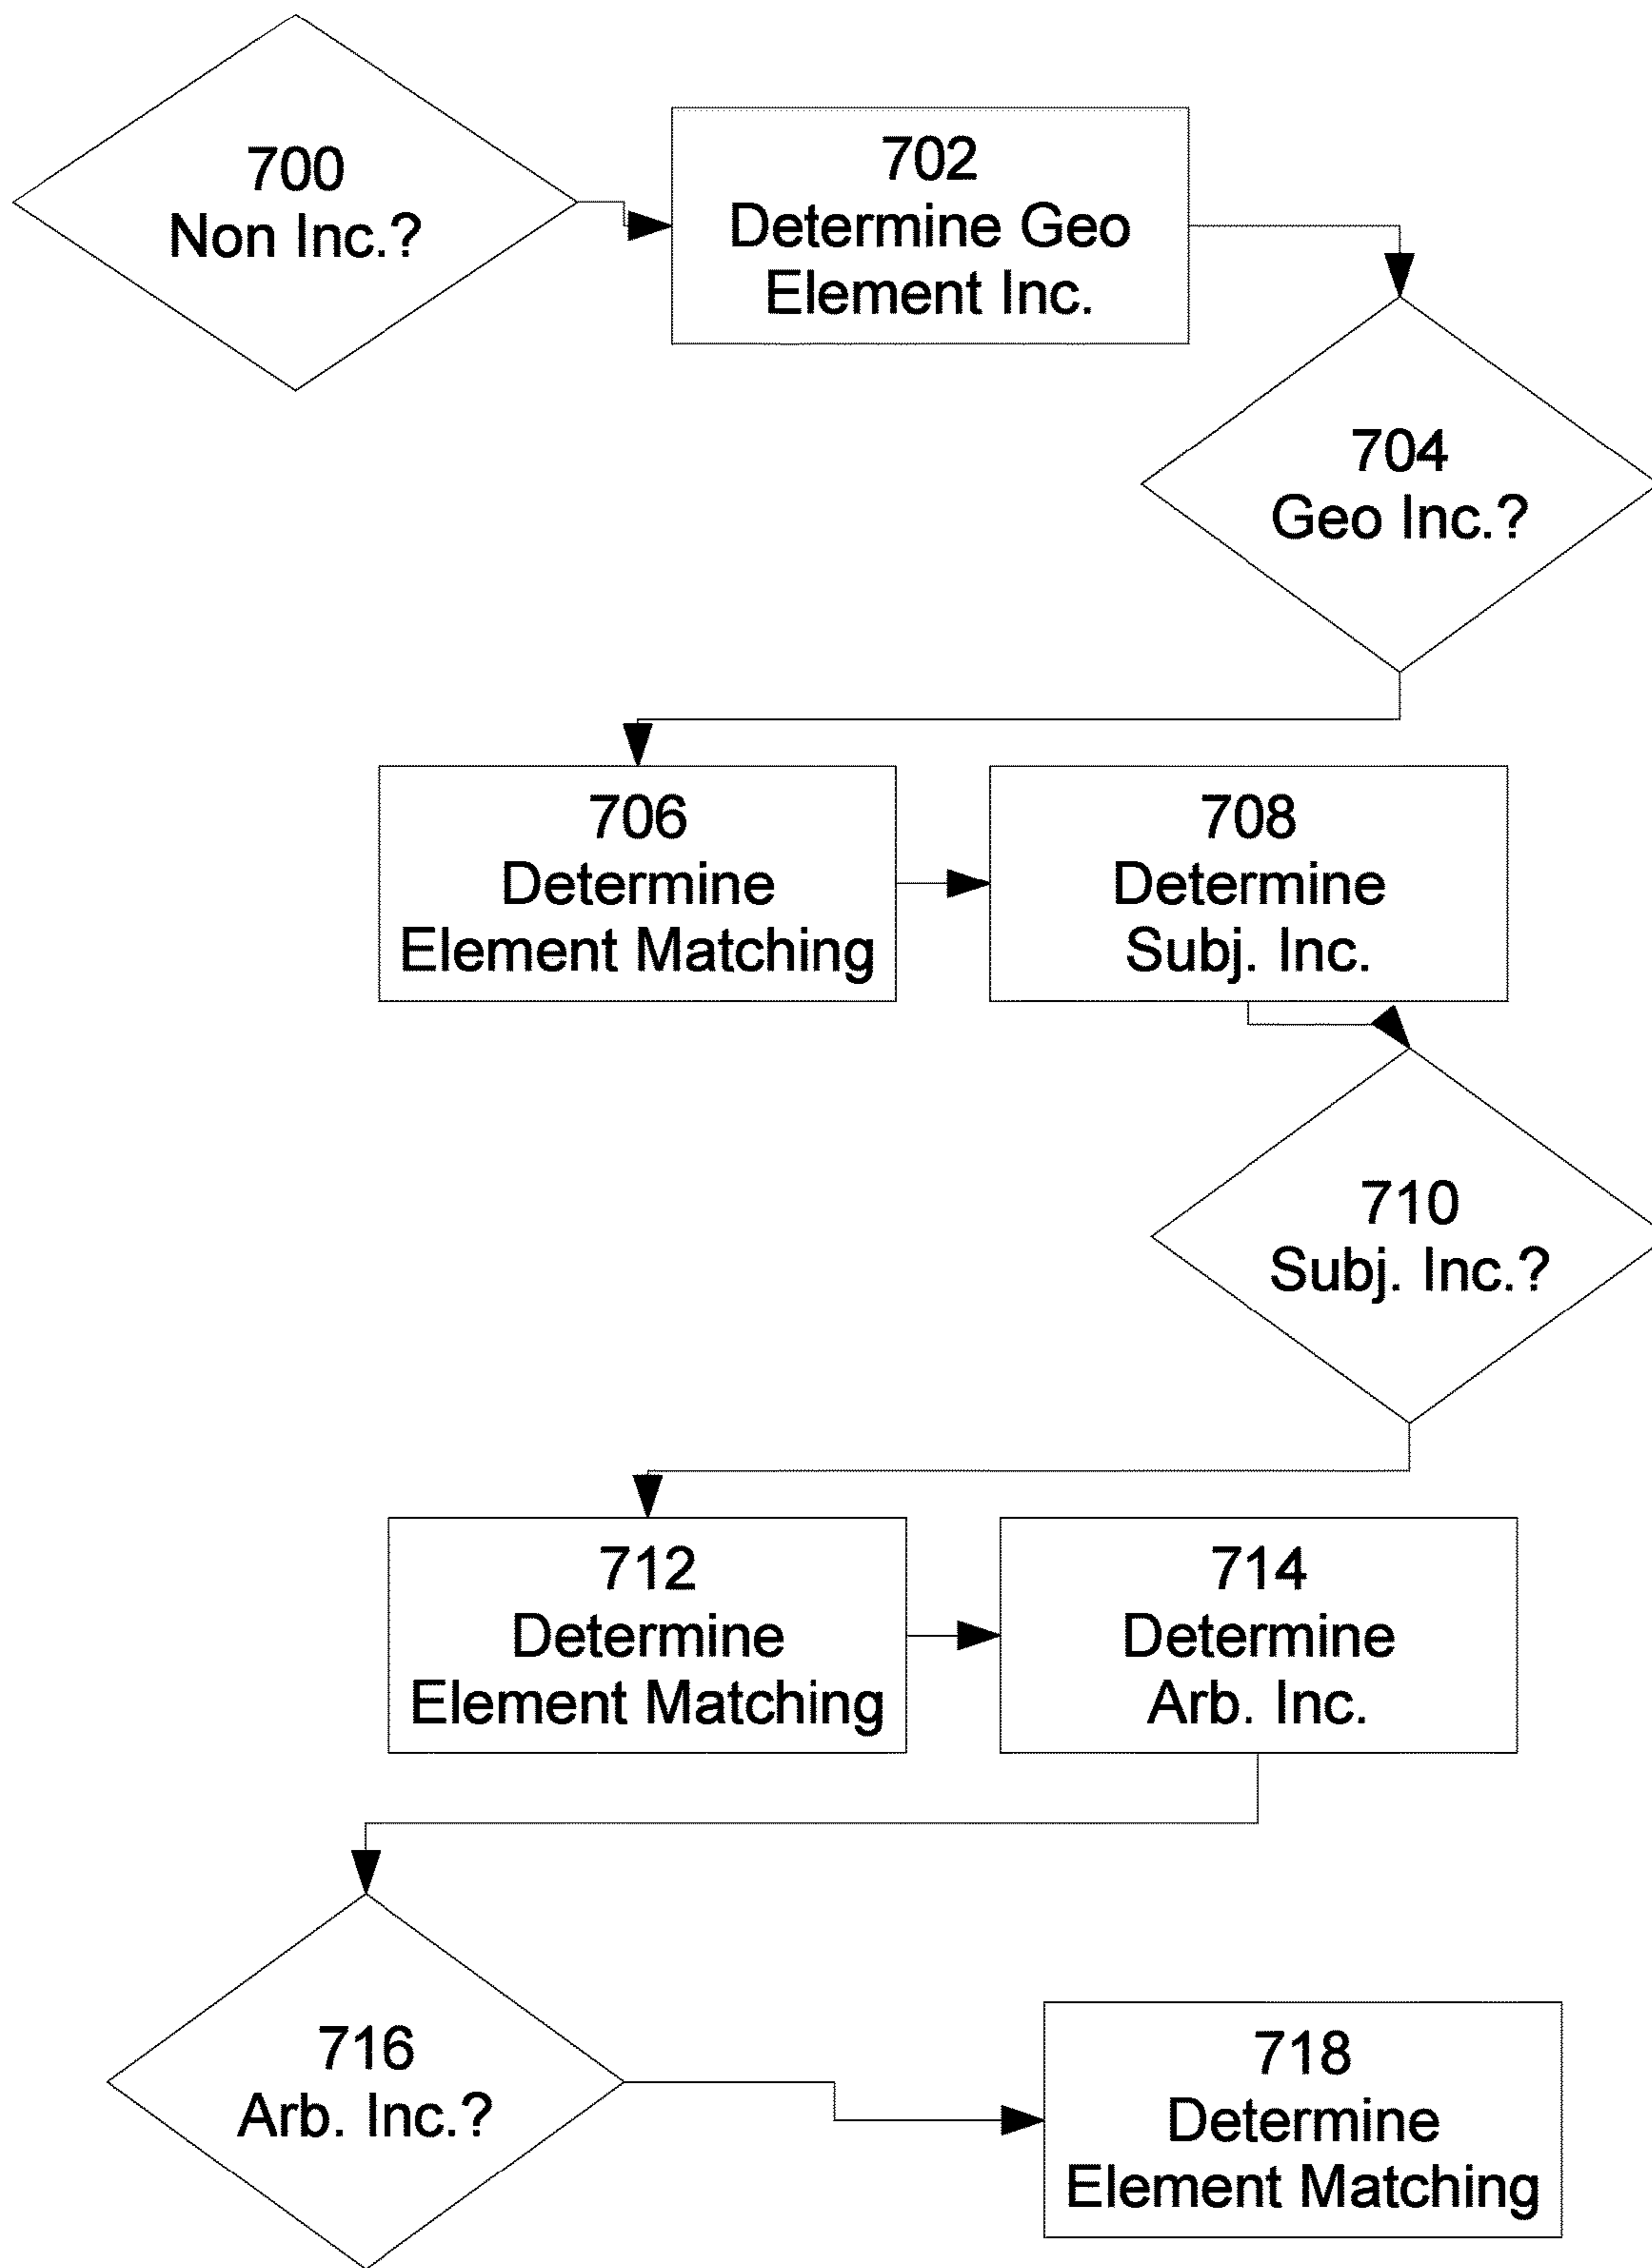 700
Non Inc.?
702
Determine Geo
Element Inc.
704
Geo Inc.?
706
Determine
Element Matching
708
Determine
Subj. Inc.
710
Subj. Inc.?
712
Determine
Element Matching
714
Determine
Arb. Inc.
716
Arb. Inc.?
718
Determine
Element Matching